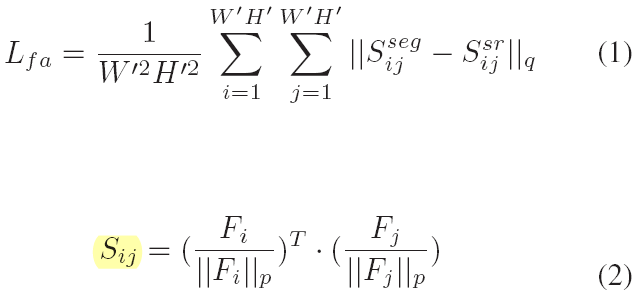 L_{fa} = \frac{1}{W'^2 H'^2} \sum_{i=1}^{W'H'} \sum_{j=1}^{W'H'} ||S_{ij}^{seg} - S_{ij}^{sr}||_q (1)
S_{ij} = (\frac{F_i}{||F_i||_p})^T \cdot (\frac{F_j}{||F_j||_p}) (2)